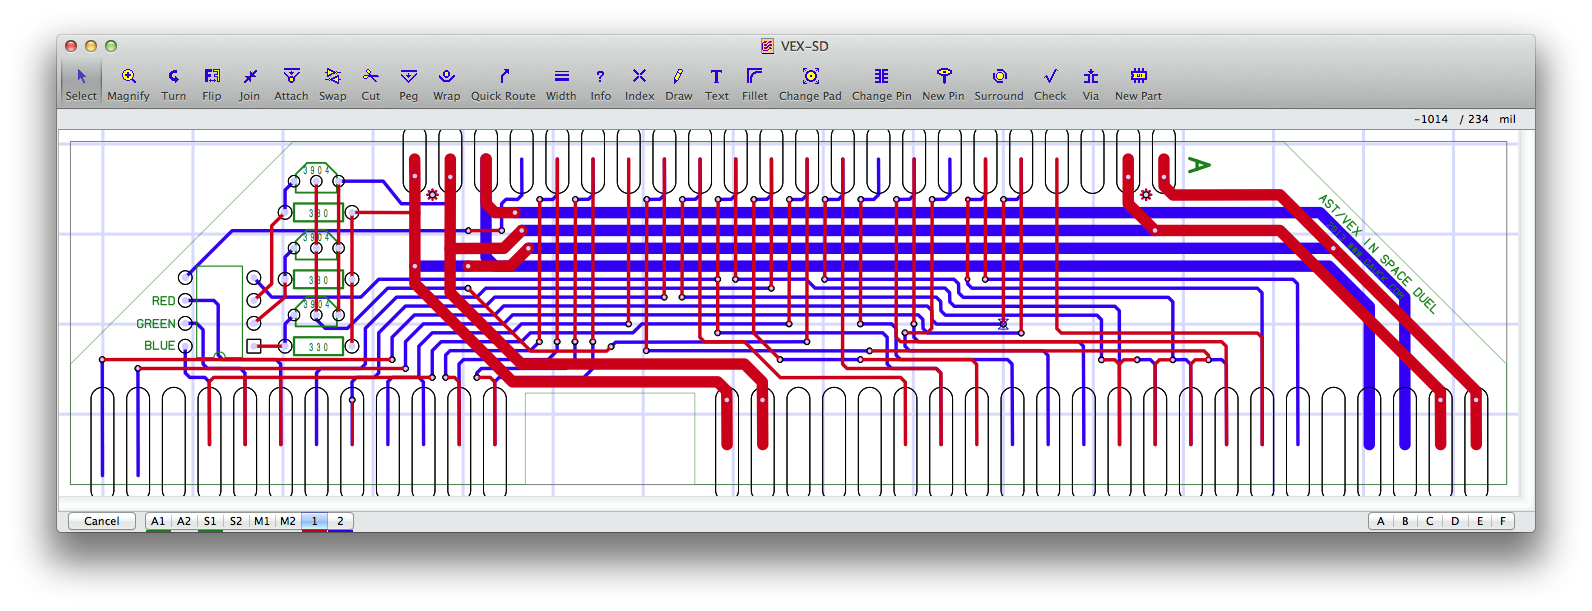 VEX-SD
Select Magnify Turn Flip Join Attach Swap Cut Peg Wrap Quick Route Width Info Index Draw Text Fillet Change Pad Change Pin New Pin Surround Check Via New Part
-1014 / 234 mil
3904
330
3904
330
3904
330
RED
GREEN
BLUE
A
AST/VEX IN SPACE DUEL
Cancel A1 A2 S1 S2 M1 M2 1 2 A B C D E F